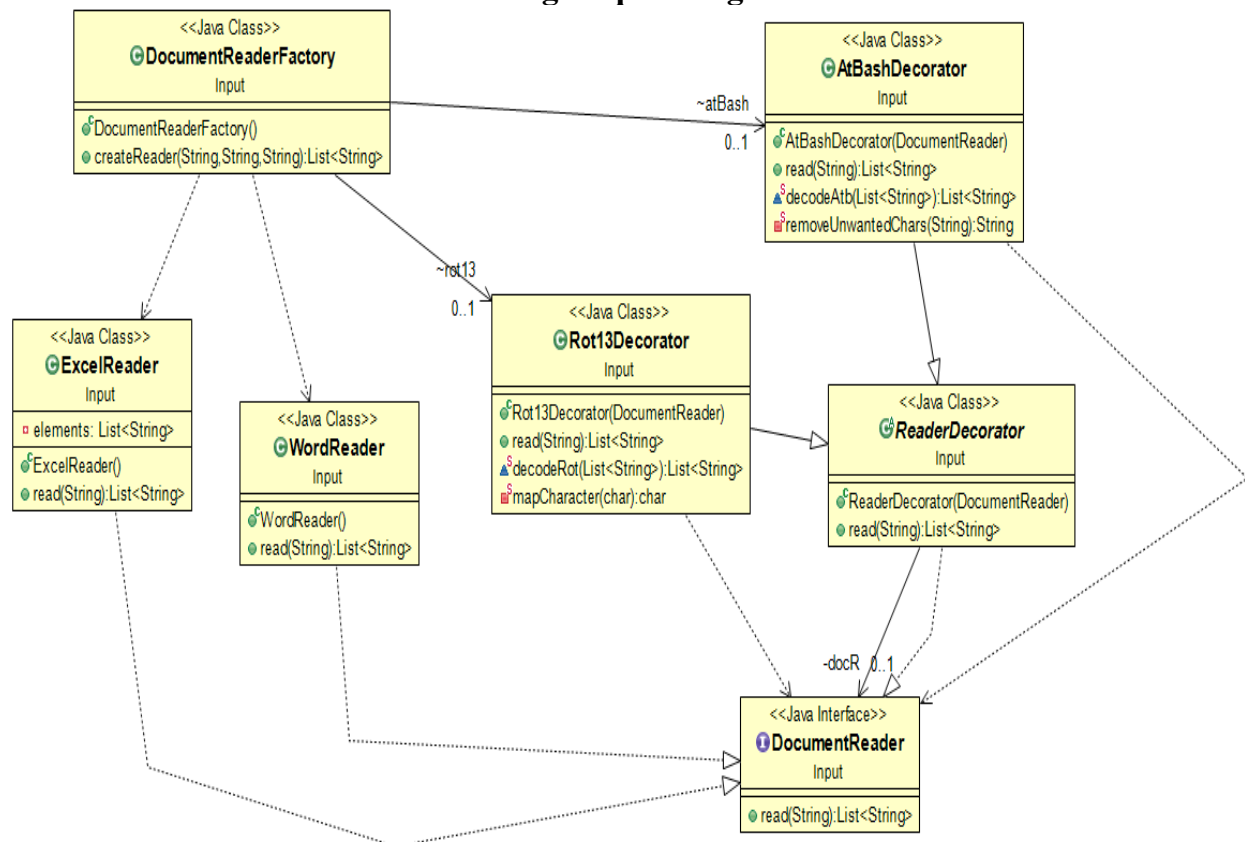 <<Java Class>>
DocumentReaderFactory
Input
DocumentReaderFactory()
createReader(String,String,String):List<String>
<<Java Class>>
AtBashDecorator
Input
AtBashDecorator(DocumentReader)
read(String):List<String>
decodeAtb(List<String>):List<String>
removeUnwantedChars(String):String
~atBash
0..1
~rot13
0..1
<<Java Class>>
ExcelReader
Input
elements: List<String>
ExcelReader()
read(String):List<String>
<<Java Class>>
WordReader
Input
WordReader()
read(String):List<String>
<<Java Class>>
Rot13Decorator
Input
Rot13Decorator(DocumentReader)
read(String):List<String>
decodeRot(List<String>):List<String>
mapCharacter(char):char
<<Java Class>>
ReaderDecorator
Input
ReaderDecorator(DocumentReader)
read(String):List<String>
-docR 0..1
<<Java Interface>>
DocumentReader
Input
read(String):List<String>